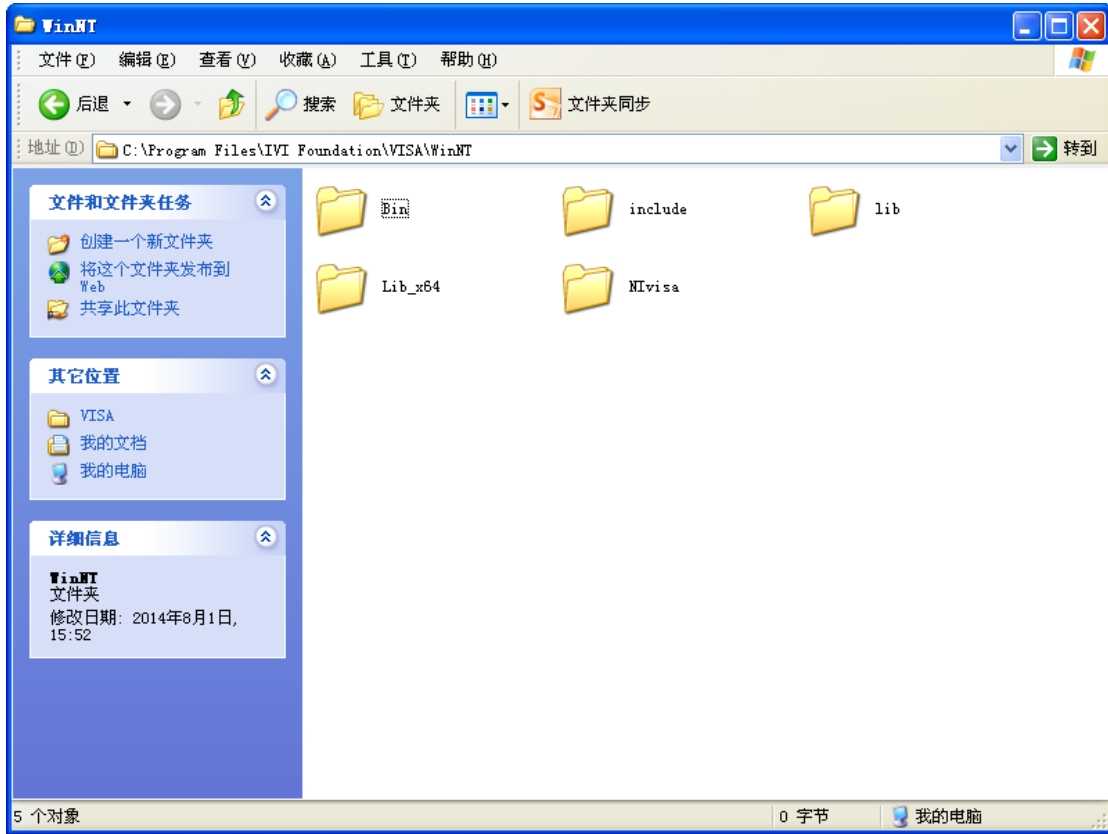 WinNT
文件(F) 编辑(E) 查看(V) 收藏(A) 工具(T) 帮助(H)
后退 搜索 文件夹 S 文件夹同步
地址(D) C:\Program Files\IVI Foundation\VISA\WinNT 转到
文件和文件夹任务
创建一个新文件夹
将这个文件夹发布到
Web
共享此文件夹
其它位置
VISA
我的文档
我的电脑
详细信息
WinNT
文件夹
修改日期: 2014年8月1日,
15:52
Bin include lib
Lib_x64 NIvisa
5 个对象 0 字节 我的电脑